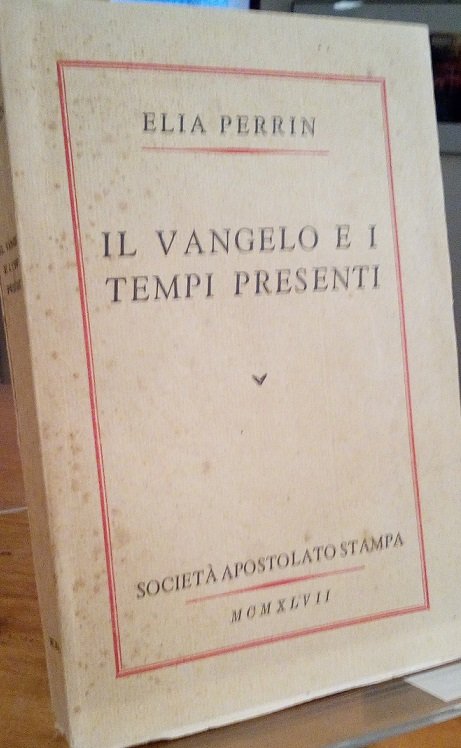 ELIA PERRIN
IL VANGELO E I
TEMPI PRESENTI
SOCIETÀ APOSTOLATO STAMPA
MCMXLVII